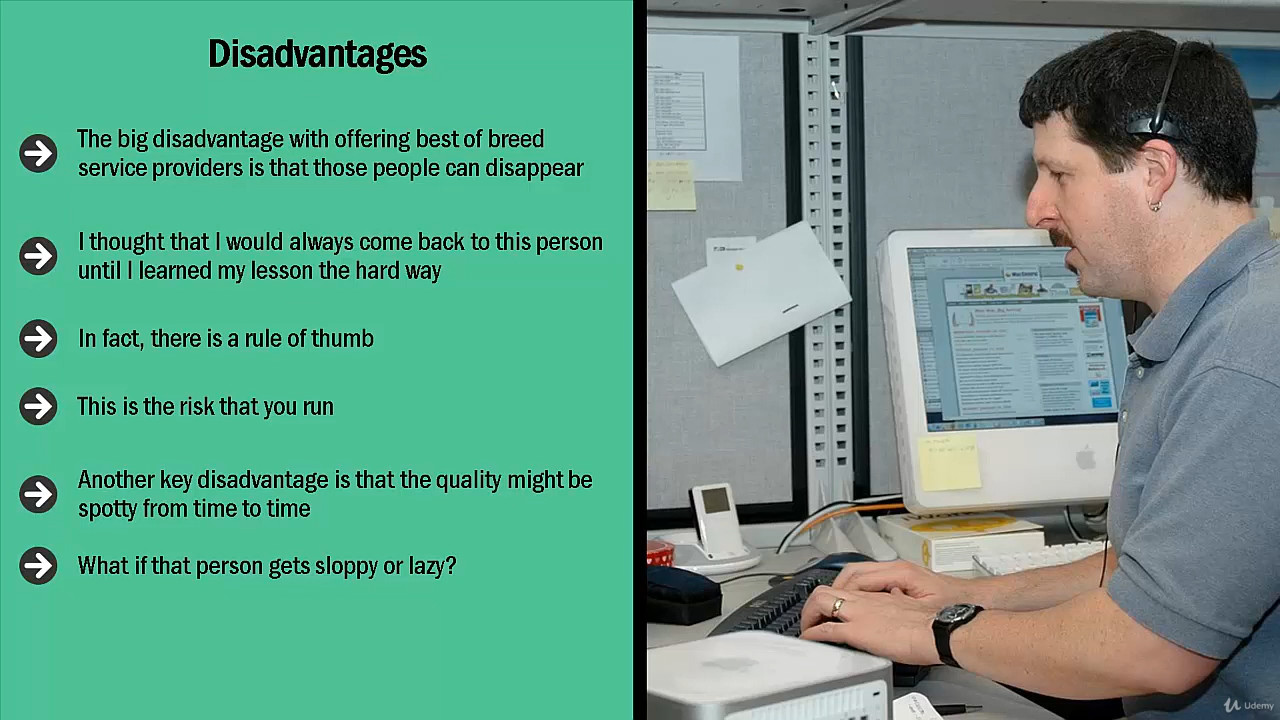 Disadvantages
The big disadvantage with offering best of breed
service providers is that those people can disappear
I thought that I would always come back to this person
until I learned my lesson the hard way
In fact, there is a rule of thumb
This is the risk that you run
Another key disadvantage is that the quality might be
spotty from time to time
What if that person gets sloppy or lazy?
Udemy